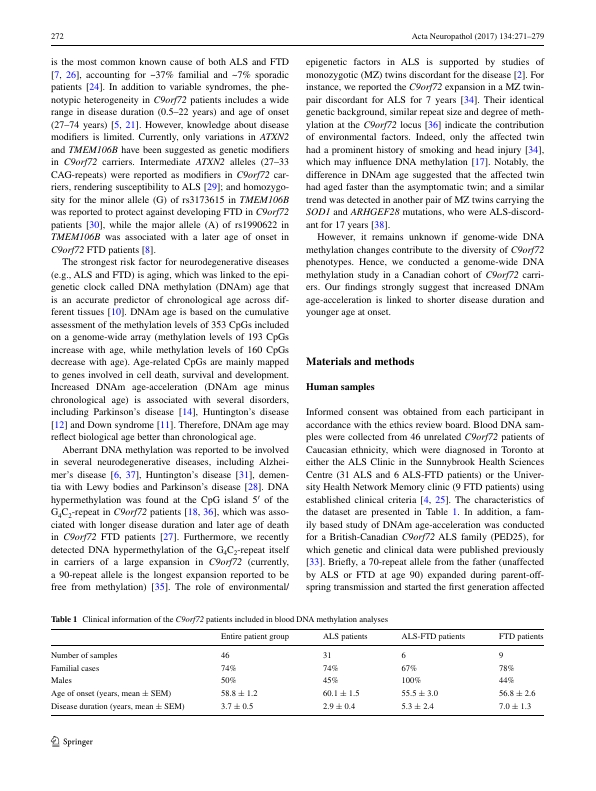 272
Acta Neuropathol (2017) 134:271–279
is the most common known cause of both ALS and FTD
[7, 26], accounting for ~37% familial and ~7% sporadic
patients [24]. In addition to variable syndromes, the phe-
notypic heterogeneity in C9orf72 patients includes a wide
range in disease duration (0.5–22 years) and age of onset
(27–74 years) [5, 21]. However, knowledge about disease
modifiers is limited. Currently, only variations in ATXN2
and TMEM106B have been suggested as genetic modifiers
in C9orf72 carriers. Intermediate ATXN2 alleles (27–33
CAG-repeats) were reported as modifiers in C9orf72 car-
riers, rendering susceptibility to ALS [29]; and homozygo-
sity for the minor allele (G) of rs3173615 in TMEM106B
was reported to protect against developing FTD in C9orf72
patients [30], while the major allele (A) of rs1990622 in
TMEM106B was associated with a later age of onset in
C9orf72 FTD patients [8].
The strongest risk factor for neurodegenerative diseases
(e.g., ALS and FTD) is aging, which was linked to the epi-
genetic clock called DNA methylation (DNAm) age that
is an accurate predictor of chronological age across dif-
ferent tissues [10]. DNAm age is based on the cumulative
assessment of the methylation levels of 353 CpGs included
on a genome-wide array (methylation levels of 193 CpGs
increase with age, while methylation levels of 160 CpGs
decrease with age). Age-related CpGs are mainly mapped
to genes involved in cell death, survival and development.
Increased DNAm age-acceleration (DNAm age minus
chronological age) is associated with several disorders,
including Parkinson's disease [14], Huntington's disease
[12] and Down syndrome [11]. Therefore, DNAm age may
reflect biological age better than chronological age.
Aberrant DNA methylation was reported to be involved
in several neurodegenerative diseases, including Alzhei-
mer's disease [6, 37], Huntington's disease [31], demen-
tia with Lewy bodies and Parkinson's disease [28]. DNA
hypermethylation was found at the CpG island 5′ of the
G4C2-repeat in C9orf72 patients [18, 36], which was asso-
ciated with longer disease duration and later age of death
in C9orf72 FTD patients [27]. Furthermore, we recently
detected DNA hypermethylation of the G4C2-repeat itself
in carriers of a large expansion in C9orf72 (currently,
a 90-repeat allele is the longest expansion reported to be
free from methylation) [35]. The role of environmental/
epigenetic factors in ALS is supported by studies of
monozygotic (MZ) twins discordant for the disease [2]. For
instance, we reported the C9orf72 expansion in a MZ twin-
pair discordant for ALS for 7 years [34]. Their identical
genetic background, similar repeat size and degree of meth-
ylation at the C9orf72 locus [36] indicate the contribution
of environmental factors. Indeed, only the affected twin
had a prominent history of smoking and head injury [34],
which may influence DNA methylation [17]. Notably, the
difference in DNAm age suggested that the affected twin
had aged faster than the asymptomatic twin; and a similar
trend was detected in another pair of MZ twins carrying the
SOD1 and ARHGEF28 mutations, who were ALS-discord-
ant for 17 years [38].
However, it remains unknown if genome-wide DNA
methylation changes contribute to the diversity of C9orf72
phenotypes. Hence, we conducted a genome-wide DNA
methylation study in a Canadian cohort of C9orf72 carri-
ers. Our findings strongly suggest that increased DNAm
age-acceleration is linked to shorter disease duration and
younger age at onset.
Materials and methods
Human samples
Informed consent was obtained from each participant in
accordance with the ethics review board. Blood DNA sam-
ples were collected from 46 unrelated C9orf72 patients of
Caucasian ethnicity, which were diagnosed in Toronto at
either the ALS Clinic in the Sunnybrook Health Sciences
Centre (31 ALS and 6 ALS-FTD patients) or the Univer-
sity Health Network Memory clinic (9 FTD patients) using
established clinical criteria [4, 25]. The characteristics of
the dataset are presented in Table 1. In addition, a fam-
ily based study of DNAm age-acceleration was conducted
for a British-Canadian C9orf72 ALS family (PED25), for
which genetic and clinical data were published previously
[33]. Briefly, a 70-repeat allele from the father (unaffected
by ALS or FTD at age 90) expanded during parent-off-
spring transmission and started the first generation affected
Table 1 Clinical information of the C9orf72 patients included in blood DNA methylation analyses
Entire patient group ALS patients ALS-FTD patients FTD patients
Number of samples 46 31 6 9
Familial cases 74% 74% 67% 78%
Males 50% 45% 100% 44%
Age of onset (years, mean ± SEM) 58.8 ± 1.2 60.1 ± 1.5 55.5 ± 3.0 56.8 ± 2.6
Disease duration (years, mean ± SEM) 3.7 ± 0.5 2.9 ± 0.4 5.3 ± 2.4 7.0 ± 1.3
Springer